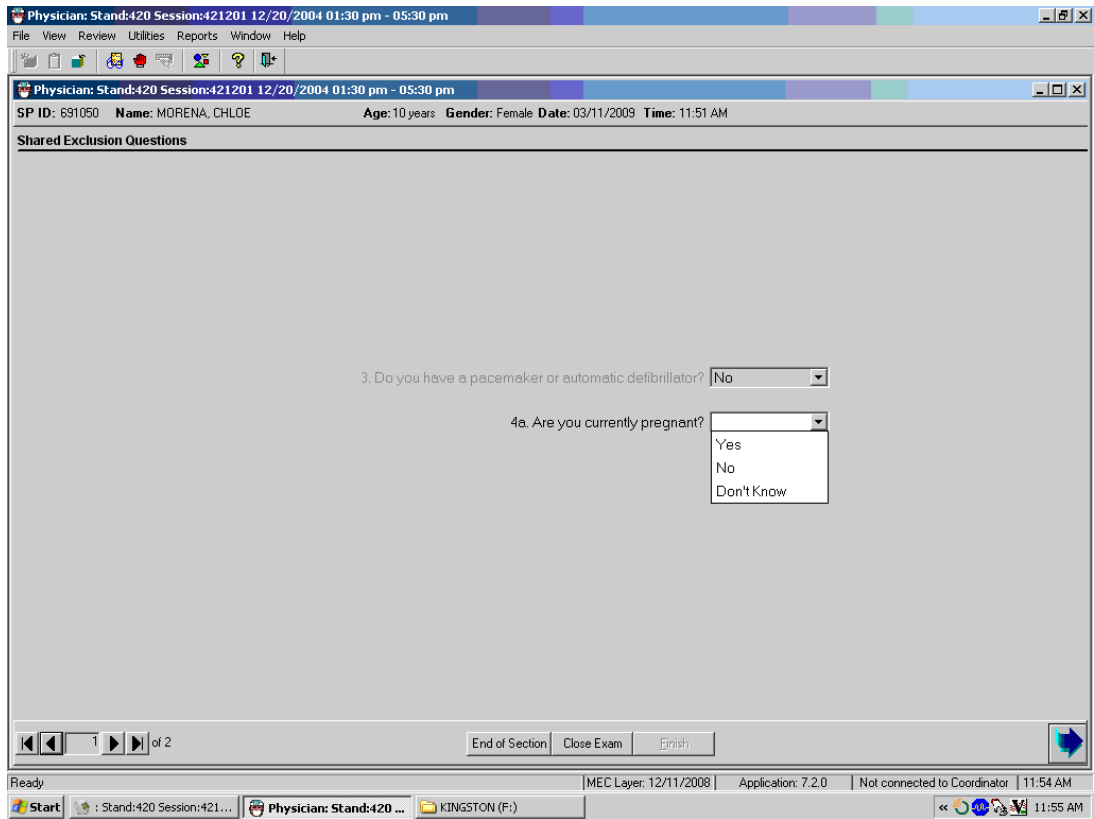 Physician: Stand:420 Session:421201 12/20/2004 01:30 pm - 05:30 pm
File View Review Utilities Reports Window Help
Physician: Stand:420 Session:421201 12/20/2004 01:30 pm - 05:30 pm
SP ID: 691050 Name: MORENA, CHLOE Age: 10 years Gender: Female Date: 03/11/2009 Time: 11:51 AM
Shared Exclusion Questions
3. Do you have a pacemaker or automatic defibrillator? No
4a. Are you currently pregnant?
Yes
No
Don't Know
1 of 2 End of Section Close Exam Finish
Ready MEC Layer: 12/11/2008 Application: 7.2.0 Not connected to Coordinator 11:54 AM
Start : Stand:420 Session:421... Physician: Stand:420 ... KINGSTON (F:) « 11:55 AM